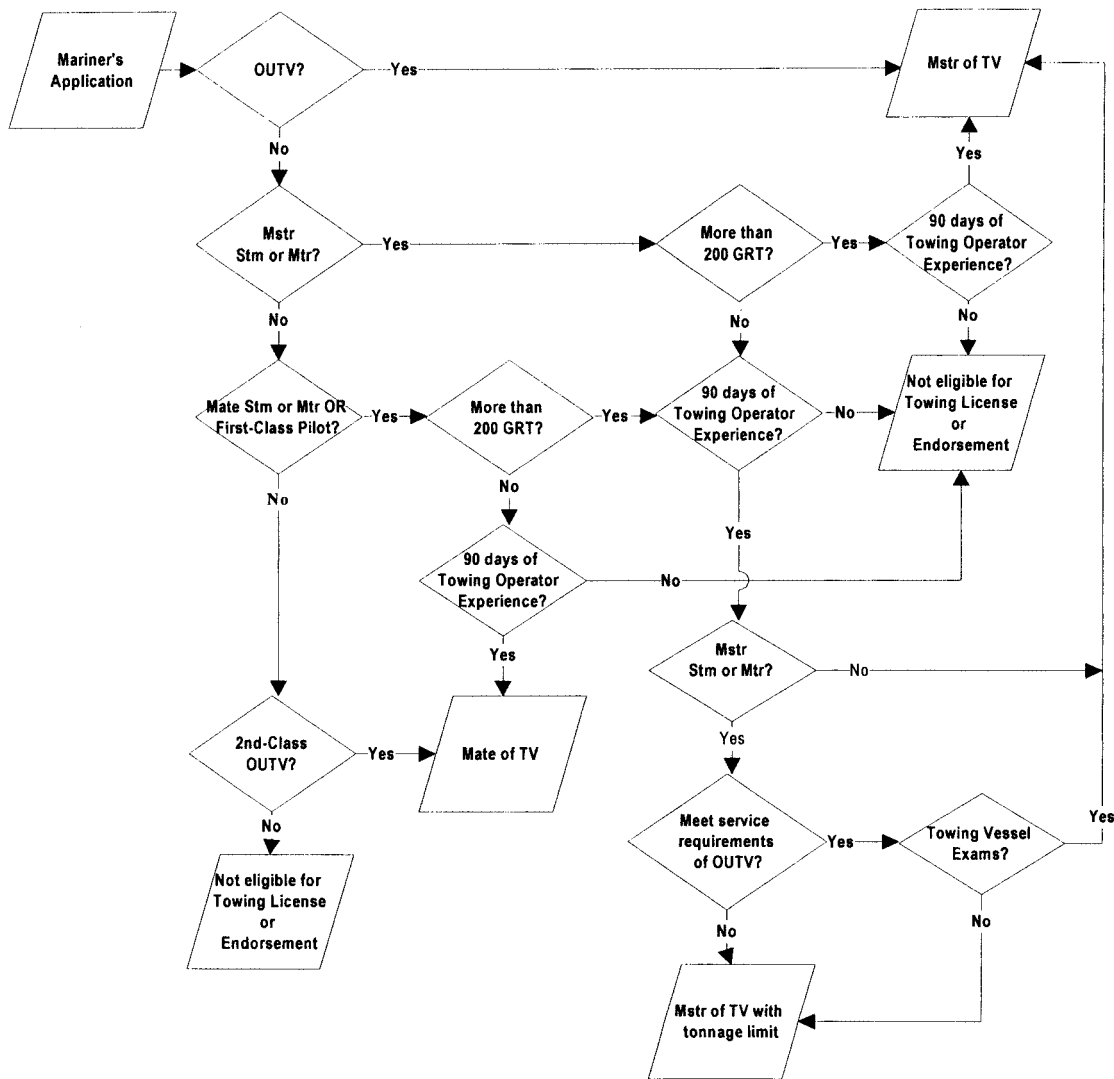 Mariner's
Application
OUTV?
Yes
Mstr of TV
No
Yes
Mstr
Stm or Mtr?
Yes
More than
200 GRT?
Yes
90 days of
Towing Operator
Experience?
No
No
No
Mate Stm or Mtr OR
First-Class Pilot?
Yes
More than
200 GRT?
Yes
90 days of
Towing Operator
Experience?
No
Not eligible for
Towing License
or
Endorsement
No
No
Yes
90 days of
Towing Operator
Experience?
No
Yes
Mstr
Stm or Mtr?
No
2nd-Class
OUTV?
Yes
Mate of TV
Yes
No
Meet service
requirements
of OUTV?
Yes
Towing Vessel
Exams?
Yes
Not eligible for
Towing License
or
Endorsement
No
No
Mstr of TV with
tonnage limit